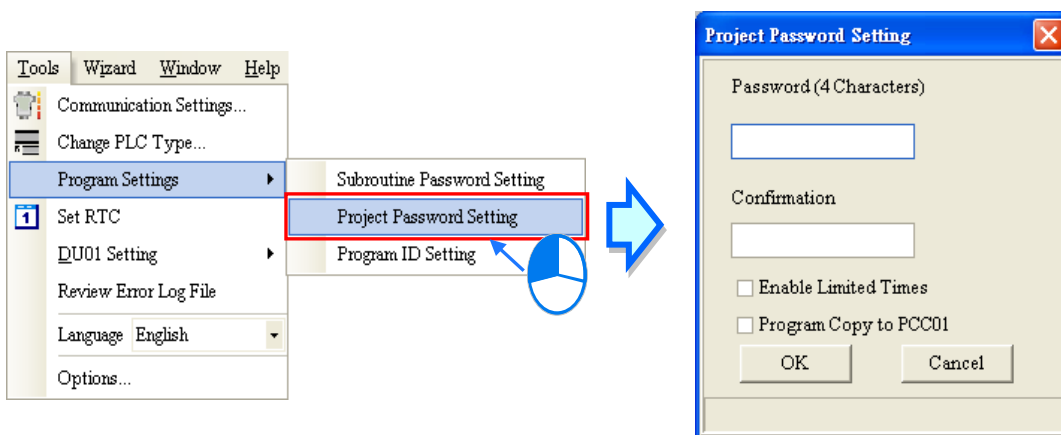 Tools Wizard Window Help
Communication Settings...
Change PLC Type...
Program Settings
Subroutine Password Setting
Project Password Setting
Program ID Setting
1 Set RTC
DU01 Setting
Review Error Log File
Language English
Options...
Project Password Setting
Password (4 Characters)
Confirmation
Enable Limited Times
Program Copy to PCC01
OK Cancel